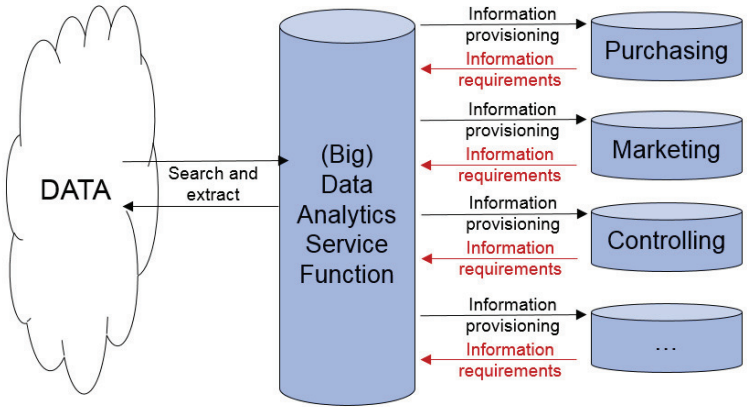 DATA
Search and
extract
(Big)
Data
Analytics
Service
Function
Information
provisioning
Information
requirements
Purchasing
Information
provisioning
Information
requirements
Marketing
Information
provisioning
Information
requirements
Controlling
Information
provisioning
Information
requirements
...